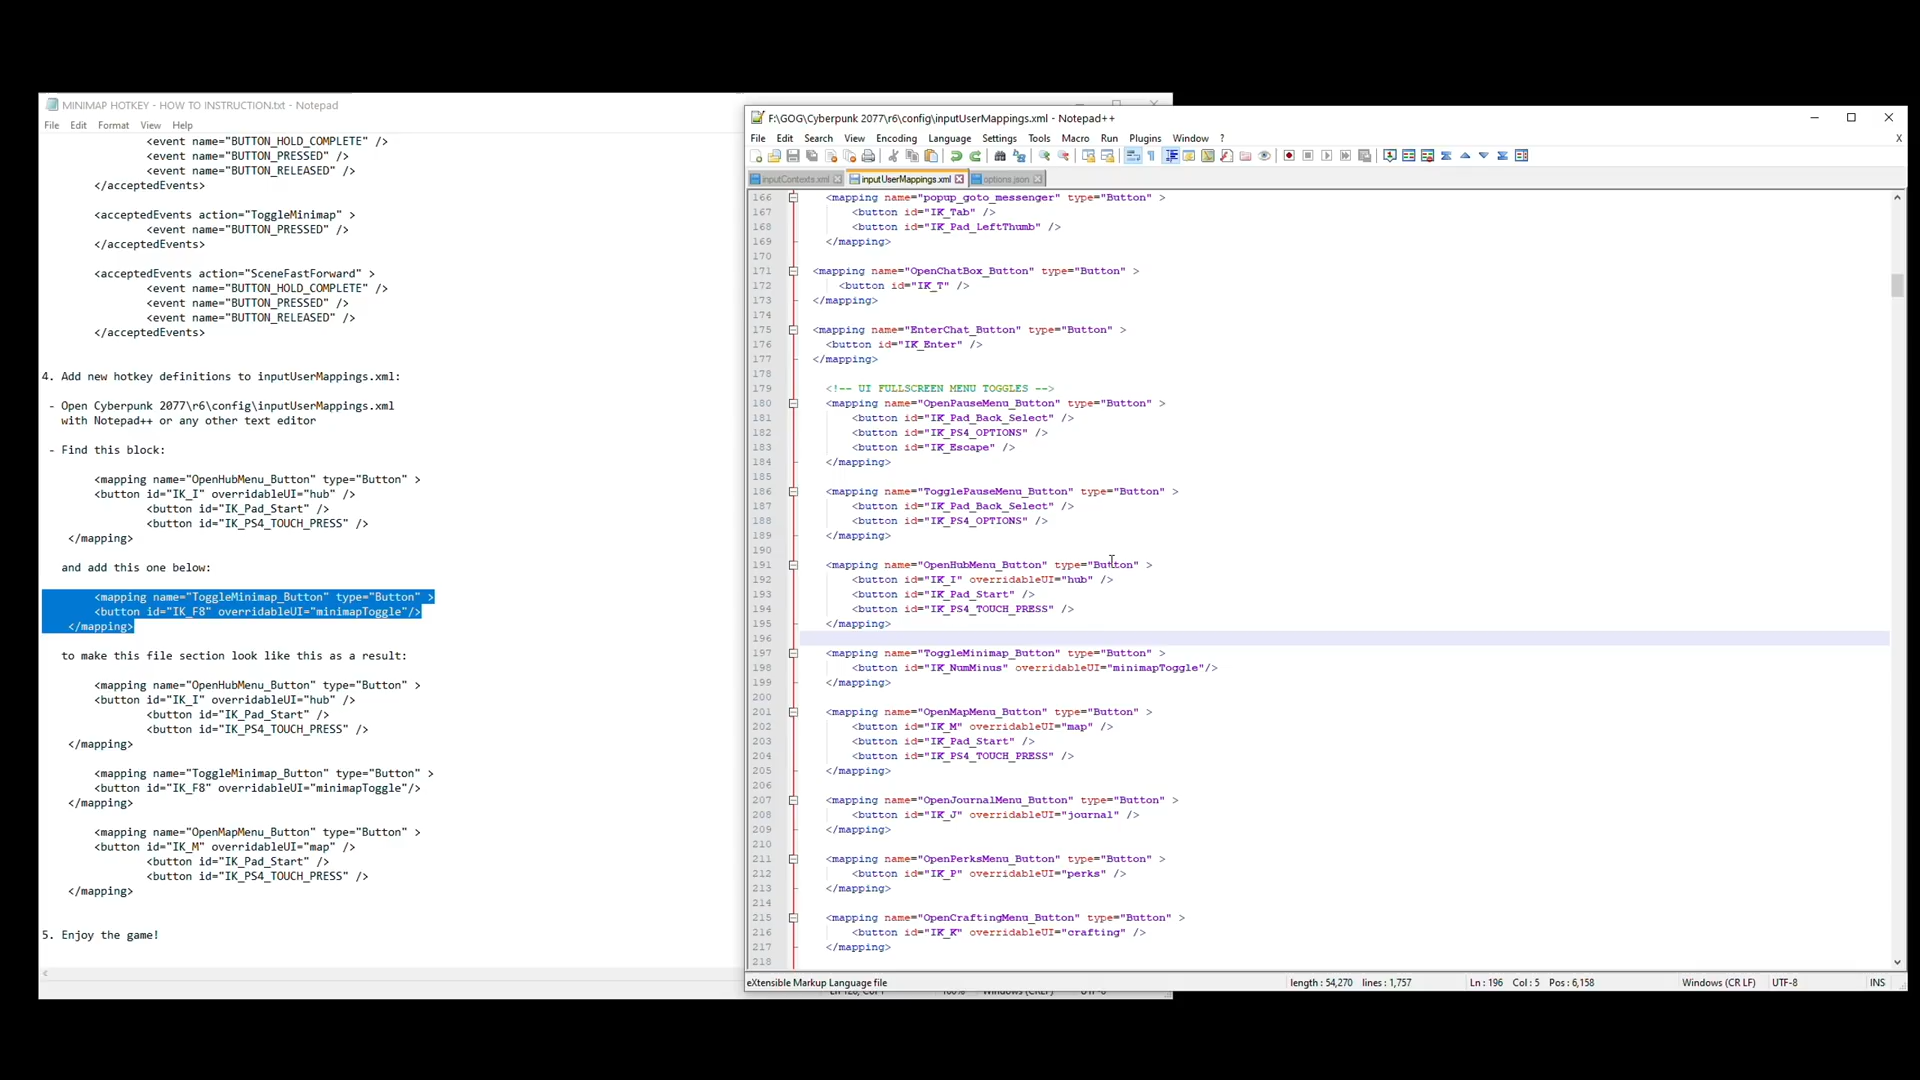 MINIMAP HOTKEY - HOW TO INSTRUCTION.txt - Notepad
File Edit Format View Help
<event name="BUTTON_HOLD_COMPLETE" />
<event name="BUTTON_PRESSED" />
<event name="BUTTON_RELEASED" />
</acceptedEvents>
<acceptedEvents action="ToggleMinimap" >
<event name="BUTTON_PRESSED" />
</acceptedEvents>
<acceptedEvents action="SceneFastForward" >
<event name="BUTTON_HOLD_COMPLETE" />
<event name="BUTTON_PRESSED" />
<event name="BUTTON_RELEASED" />
</acceptedEvents>
4. Add new hotkey definitions to inputUserMappings.xml:
- Open Cyberpunk 2077\r6\config\inputUserMappings.xml
with Notepad++ or any other text editor
- Find this block:
<mapping name="OpenHubMenu_Button" type="Button" >
<button id="IK_I" overridableUI="hub" />
<button id="IK_Pad_Start" />
<button id="IK_PS4_TOUCH_PRESS" />
</mapping>
and add this one below:
<mapping name="ToggleMinimap_Button" type="Button" >
<button id="IK_F8" overridableUI="minimapToggle"/>
</mapping>
to make this file section look like this as a result:
<mapping name="OpenHubMenu_Button" type="Button" >
<button id="IK_I" overridableUI="hub" />
<button id="IK_Pad_Start" />
<button id="IK_PS4_TOUCH_PRESS" />
</mapping>
<mapping name="ToggleMinimap_Button" type="Button" >
<button id="IK_F8" overridableUI="minimapToggle"/>
</mapping>
<mapping name="OpenMapMenu_Button" type="Button" >
<button id="IK_M" overridableUI="map" />
<button id="IK_Pad_Start" />
<button id="IK_PS4_TOUCH_PRESS" />
</mapping>
5. Enjoy the game!
F:\GOG\Cyberpunk 2077\r6\config\inputUserMappings.xml - Notepad++
File Edit Search View Encoding Language Settings Tools Macro Run Plugins Window ? X
inputContexts.xml inputUserMappings.xml options.json
166 <mapping name="popup_goto_messenger" type="Button" >
167 <button id="IK_Tab" />
168 <button id="IK_Pad_LeftThumb" />
169 </mapping>
170
171 <mapping name="OpenChatBox_Button" type="Button" >
172 <button id="IK_T" />
173 </mapping>
174
175 <mapping name="EnterChat_Button" type="Button" >
176 <button id="IK_Enter" />
177 </mapping>
178
179 <!-- UI FULLSCREEN MENU TOGGLES -->
180 <mapping name="OpenPauseMenu_Button" type="Button" >
181 <button id="IK_Pad_Back_Select" />
182 <button id="IK_PS4_OPTIONS" />
183 <button id="IK_Escape" />
184 </mapping>
185
186 <mapping name="TogglePauseMenu_Button" type="Button" >
187 <button id="IK_Pad_Back_Select" />
188 <button id="IK_PS4_OPTIONS" />
189 </mapping>
190
191 <mapping name="OpenHubMenu_Button" type="Button" >
192 <button id="IK_I" overridableUI="hub" />
193 <button id="IK_Pad_Start" />
194 <button id="IK_PS4_TOUCH_PRESS" />
195 </mapping>
196
197 <mapping name="ToggleMinimap_Button" type="Button" >
198 <button id="IK_NumMinus" overridableUI="minimapToggle"/>
199 </mapping>
200
201 <mapping name="OpenMapMenu_Button" type="Button" >
202 <button id="IK_M" overridableUI="map" />
203 <button id="IK_Pad_Start" />
204 <button id="IK_PS4_TOUCH_PRESS" />
205 </mapping>
206
207 <mapping name="OpenJournalMenu_Button" type="Button" >
208 <button id="IK_J" overridableUI="journal" />
209 </mapping>
210
211 <mapping name="OpenPerksMenu_Button" type="Button" >
212 <button id="IK_P" overridableUI="perks" />
213 </mapping>
214
215 <mapping name="OpenCraftingMenu_Button" type="Button" >
216 <button id="IK_K" overridableUI="crafting" />
217 </mapping>
218
eXtensible Markup Language file length : 54,270 lines : 1,757 Ln : 196 Col : 5 Pos : 6,158 Windows (CR LF) UTF-8 INS